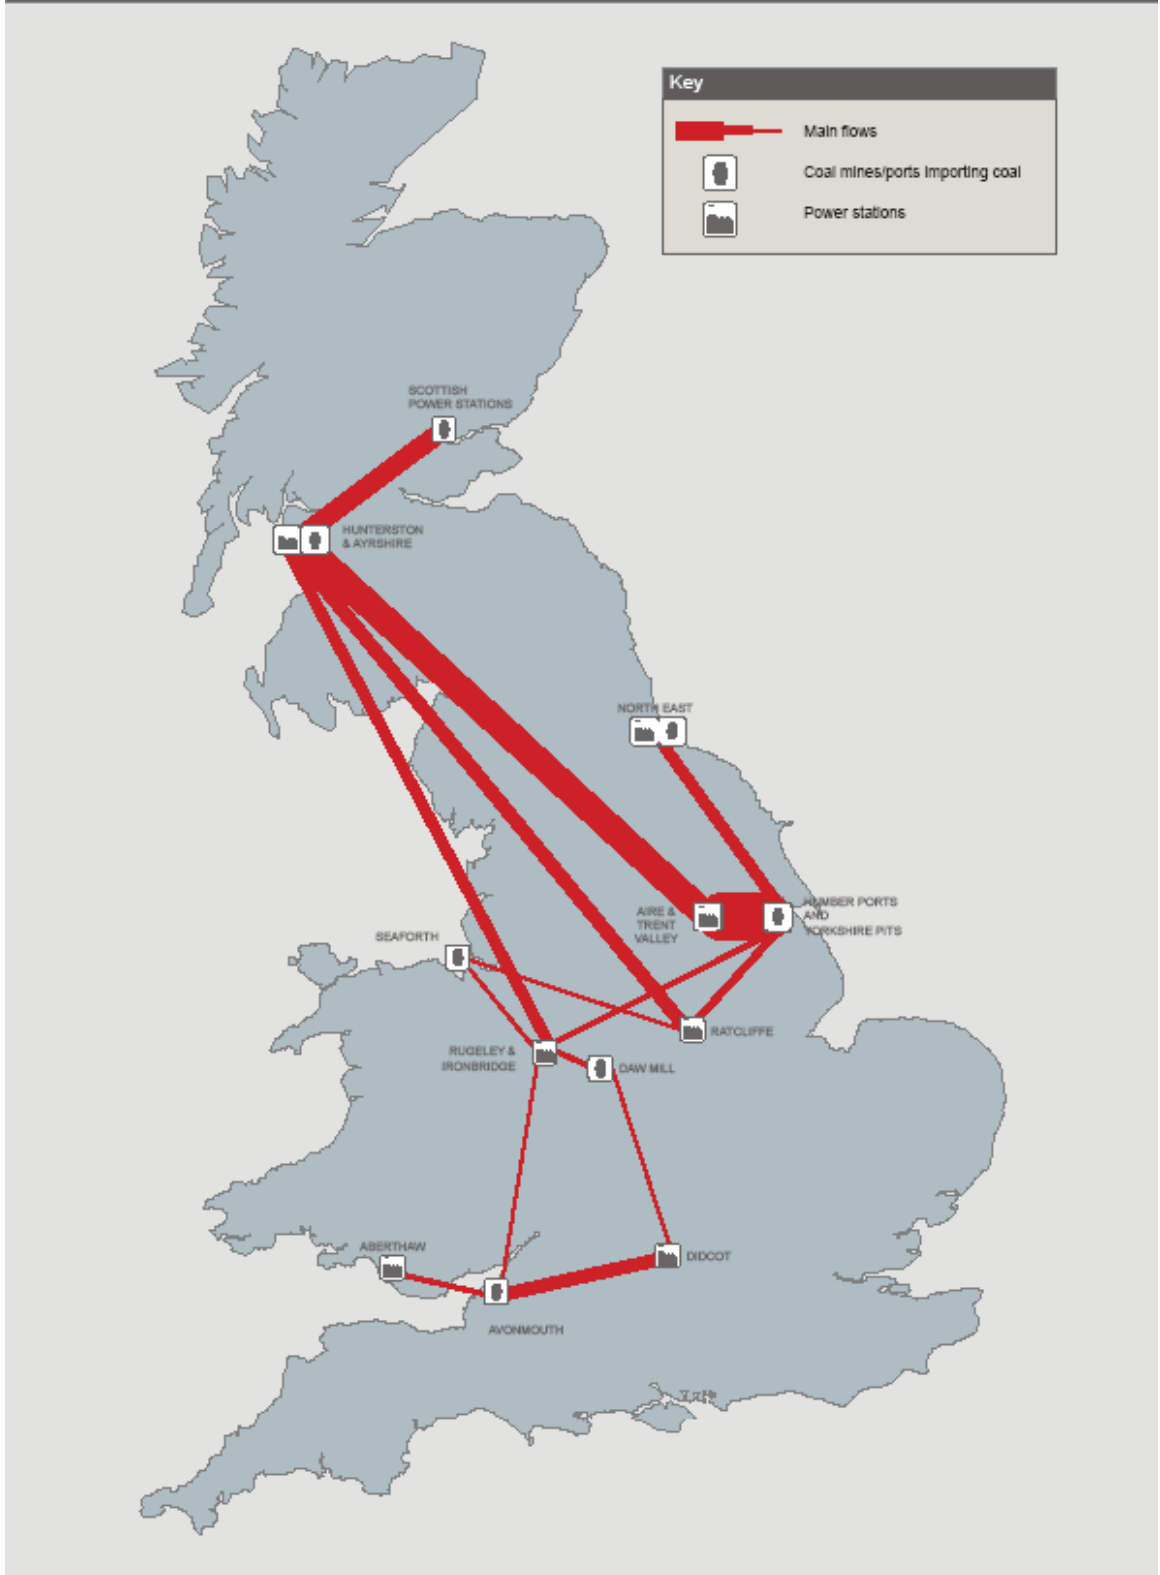 Key
Main flows
Coal mines/ports importing coal
Power stations
SCOTTISH
POWER STATIONS
HUNTERSTON
& AYRSHIRE
NORTH EAST
AIRE &
TRENT
VALLEY
HUMBER PORTS
AND
YORKSHIRE PITS
SEAFORTH
RATCLIFFE
RUGELEY &
IRONBRIDGE
DAW MILL
ABERTHAW
DIDCOT
AVONMOUTH